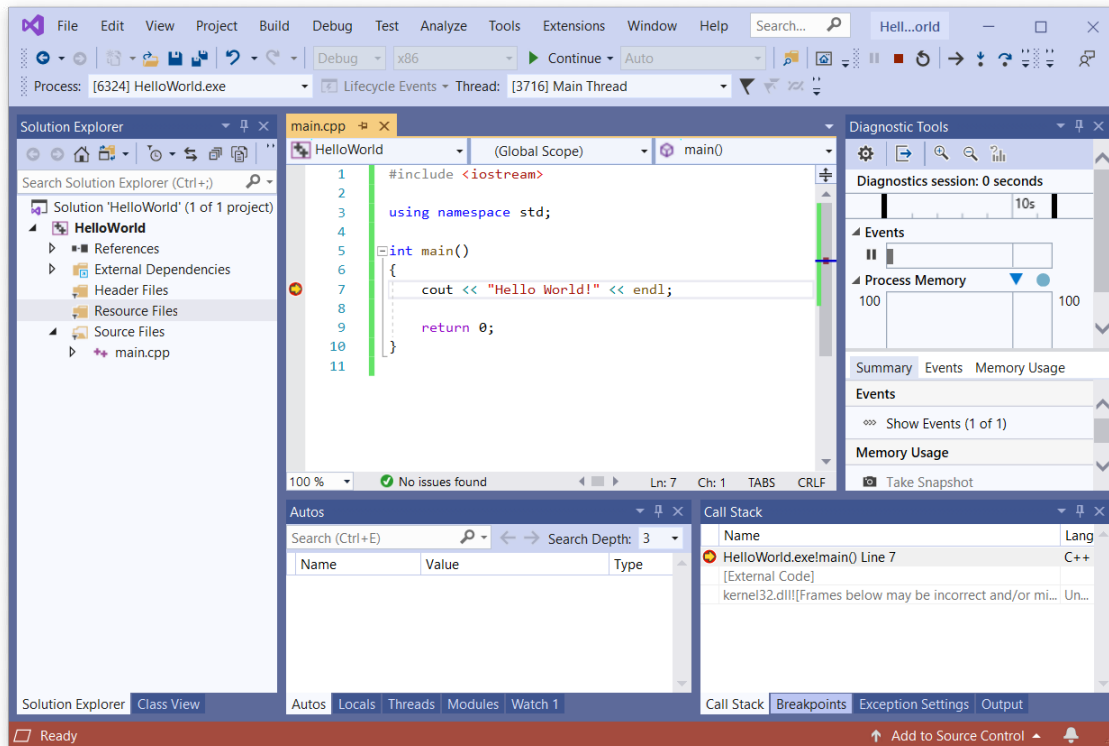 File Edit View Project Build Debug Test Analyze Tools Extensions Window Help Search... Hell...orld
Debug x86 Continue Auto
Process: [6324] HelloWorld.exe Lifecycle Events Thread: [3716] Main Thread
Solution Explorer
Search Solution Explorer (Ctrl+;)
Solution 'HelloWorld' (1 of 1 project)
HelloWorld
References
External Dependencies
Header Files
Resource Files
Source Files
main.cpp
Solution Explorer Class View
main.cpp
HelloWorld (Global Scope) main()
1 #include <iostream>
2
3 using namespace std;
4
5 int main()
6 {
7 cout << "Hello World!" << endl;
8
9 return 0;
10 }
11
100 % No issues found Ln: 7 Ch: 1 TABS CRLF
Diagnostic Tools
Diagnostics session: 0 seconds
10s
Events
Process Memory
100 100
Summary Events Memory Usage
Events
Show Events (1 of 1)
Memory Usage
Take Snapshot
Autos
Search (Ctrl+E) Search Depth: 3
Name Value Type
Autos Locals Threads Modules Watch 1
Call Stack
Name Lang
HelloWorld.exe!main() Line 7 C++
[External Code]
kernel32.dll![Frames below may be incorrect and/or mi... Un...
Call Stack Breakpoints Exception Settings Output
Ready Add to Source Control